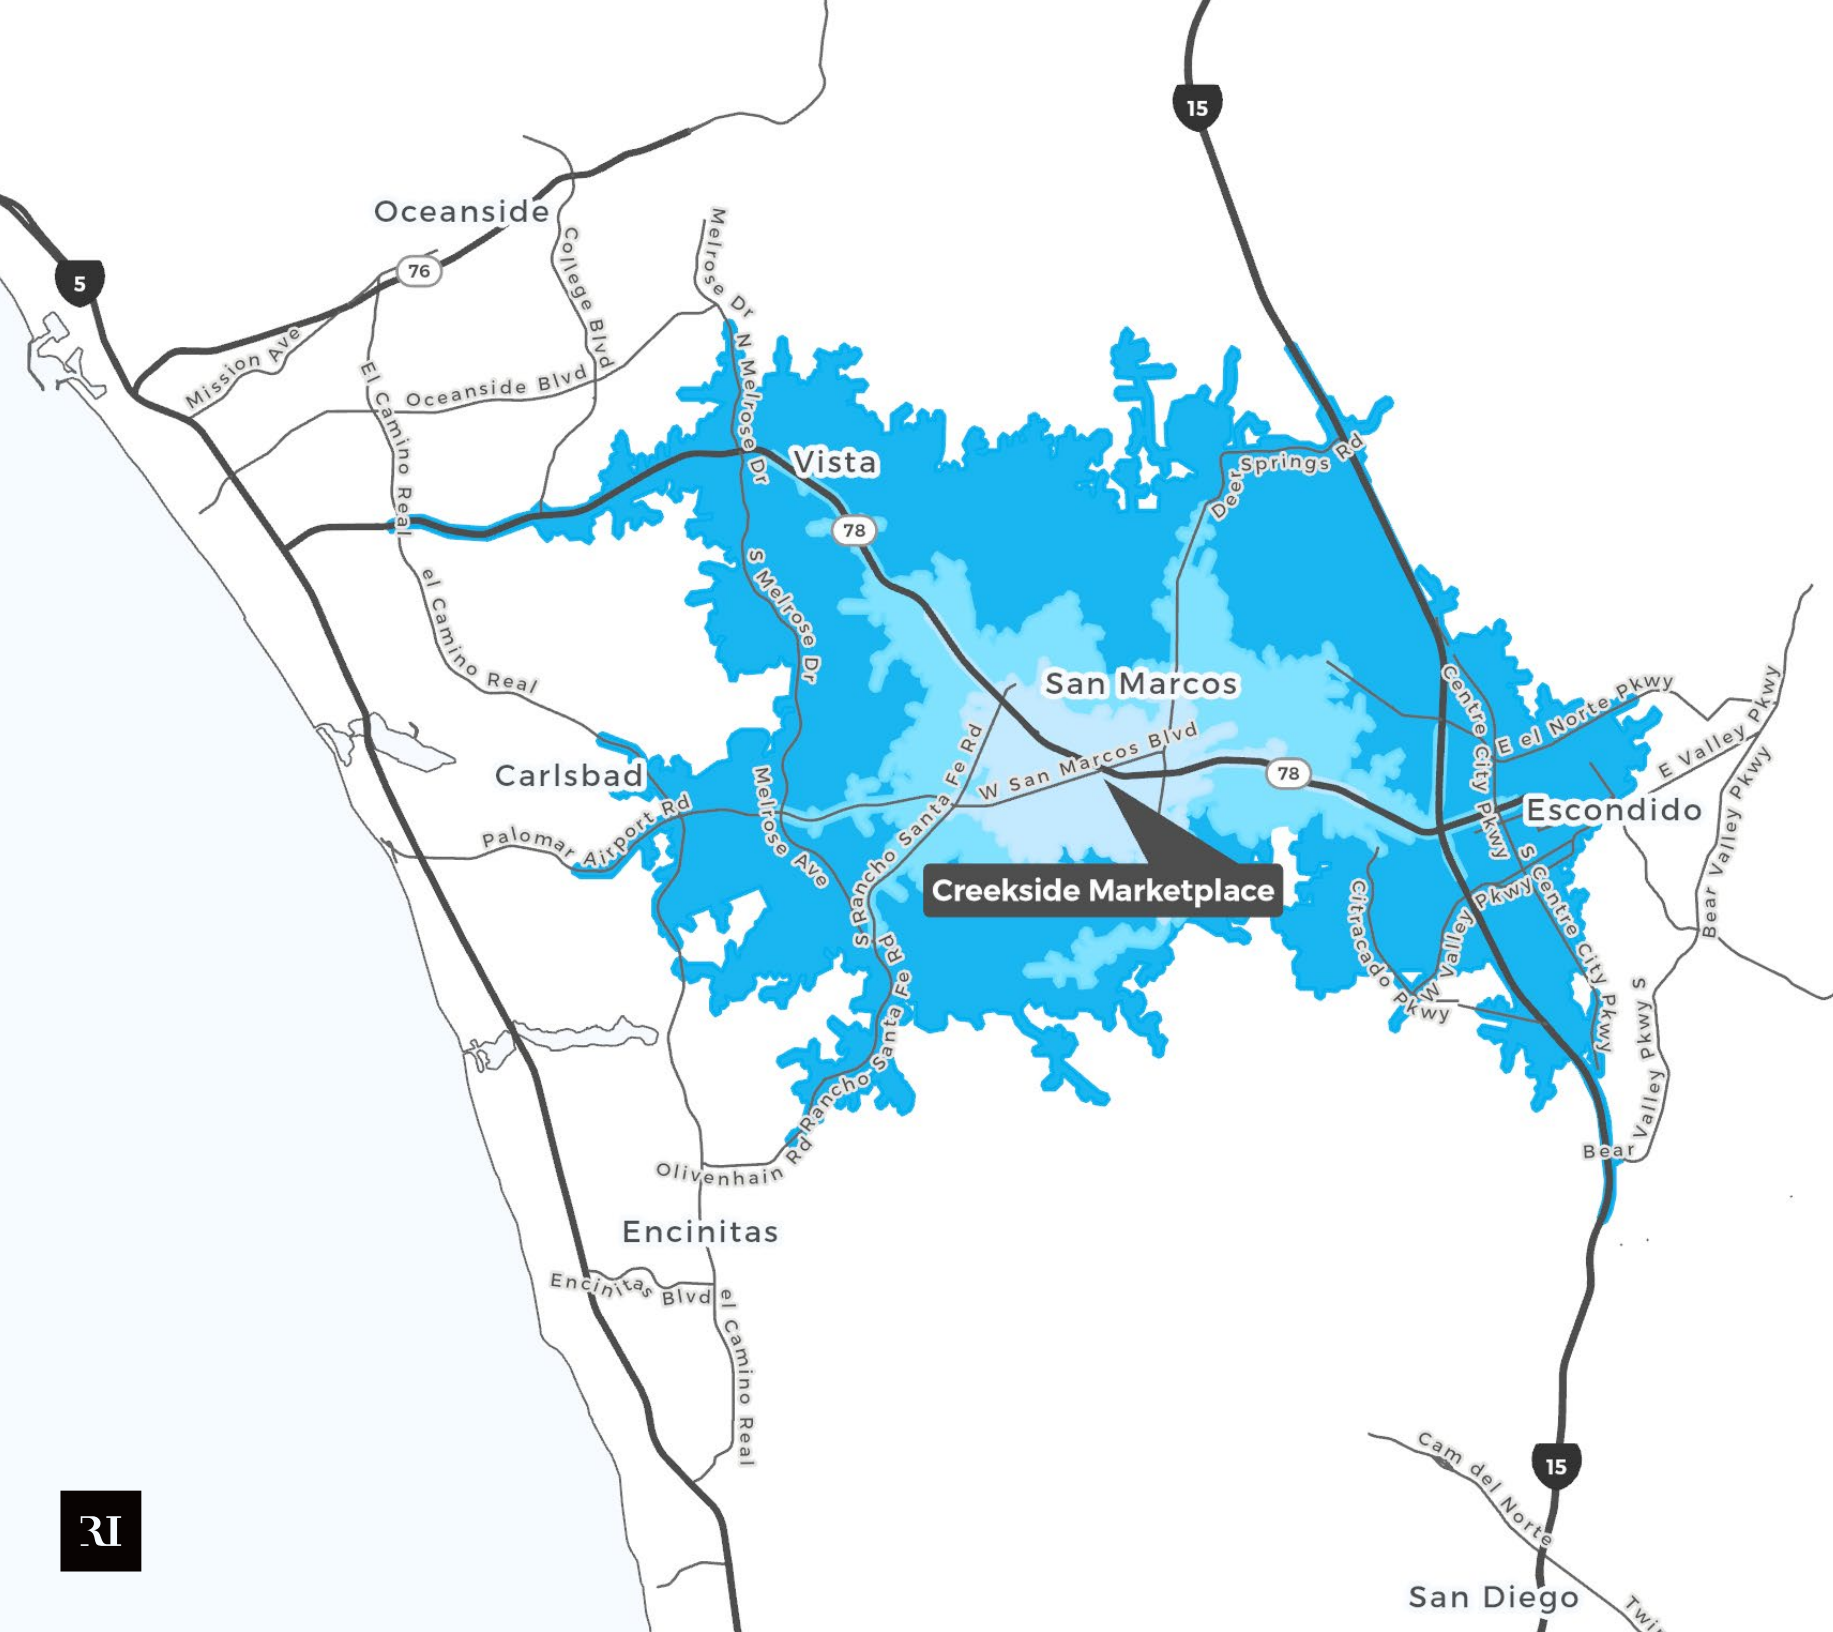 15
Oceanside
Melrose Dr
College Blvd
76
5
Mission Ave
El Camino Real
Oceanside Blvd
N Melrose Dr
Vista
Deer Springs Rd
78
S Melrose Dr
el Camino Real
San Marcos
Centre City Pkwy
E el Norte Pkwy
E Valley Pkwy
Bear Valley Pkwy
W San Marcos Blvd
78
Carlsbad
Melrose Ave
S Rancho Santa Fe Rd
Escondido
Palomar Airport Rd
Creekside Marketplace
S Centre City Pkwy
W Valley Pkwy
Citracado Pkwy
Rancho Santa Fe Rd
Bear Valley Pkwy S
Olivenhain Rd
Encinitas
Encinitas Blvd
el Camino Real
Cam del Norte
15
RI
San Diego
Twin